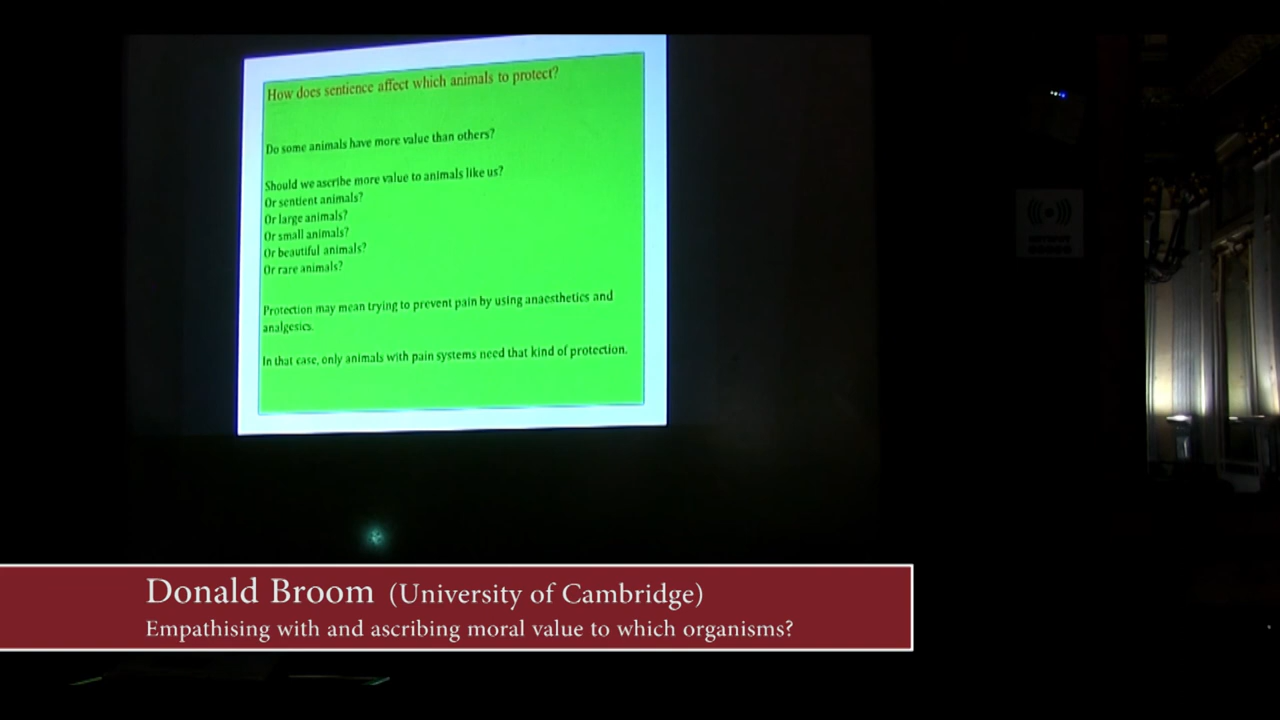 How does sentience affect which animals to protect?
Do some animals have more value than others?
Should we ascribe more value to animals like us?
Or sentient animals?
Or large animals?
Or small animals?
Or beautiful animals?
Or rare animals?
Protection may mean trying to prevent pain by using anaesthetics and
analgesics.
In that case, only animals with pain systems need that kind of protection.
Donald Broom (University of Cambridge)
Empathising with and ascribing moral value to which organisms?